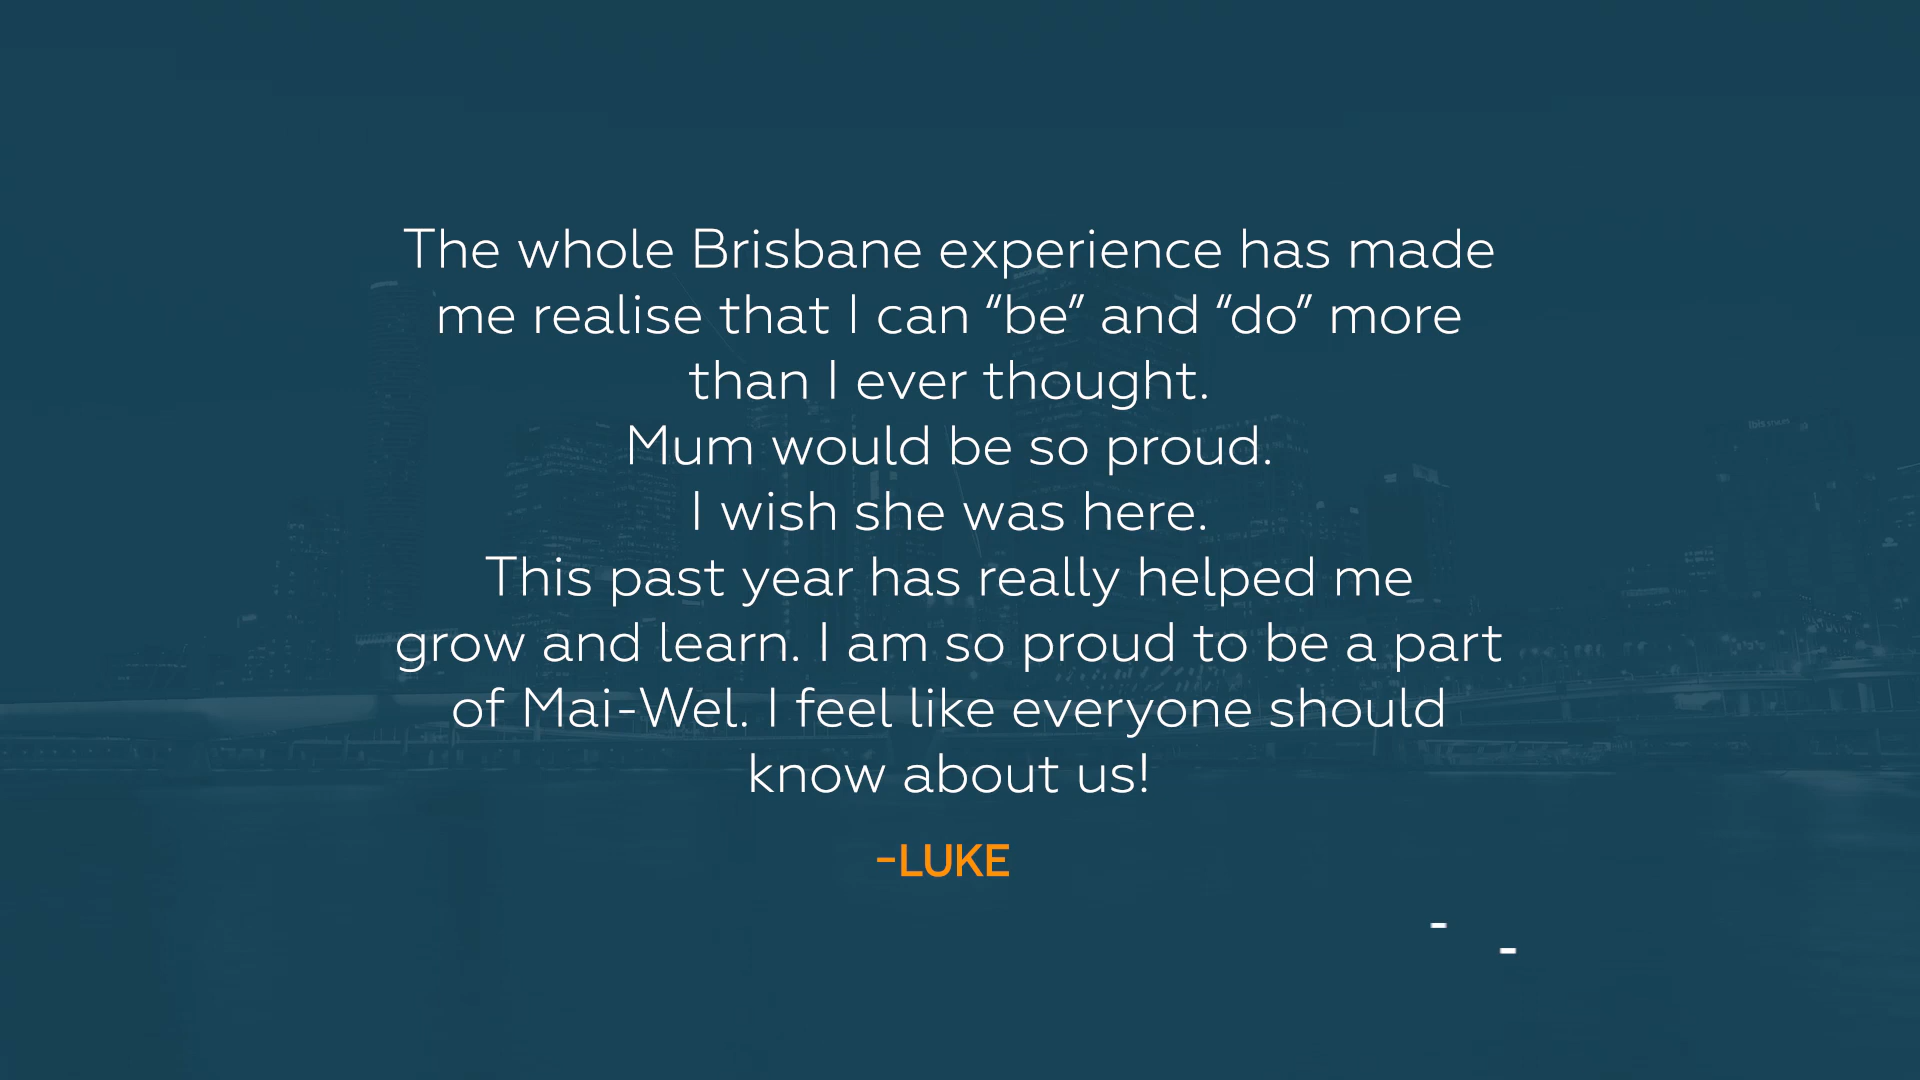 The whole Brisbane experience has made
me realise that I can “be” and “do” more
than I ever thought.
Mum would be so proud.
I wish she was here.
This past year has really helped me
grow and learn. I am so proud to be a part
of Mai-Wel. I feel like everyone should
know about us!
-LUKE